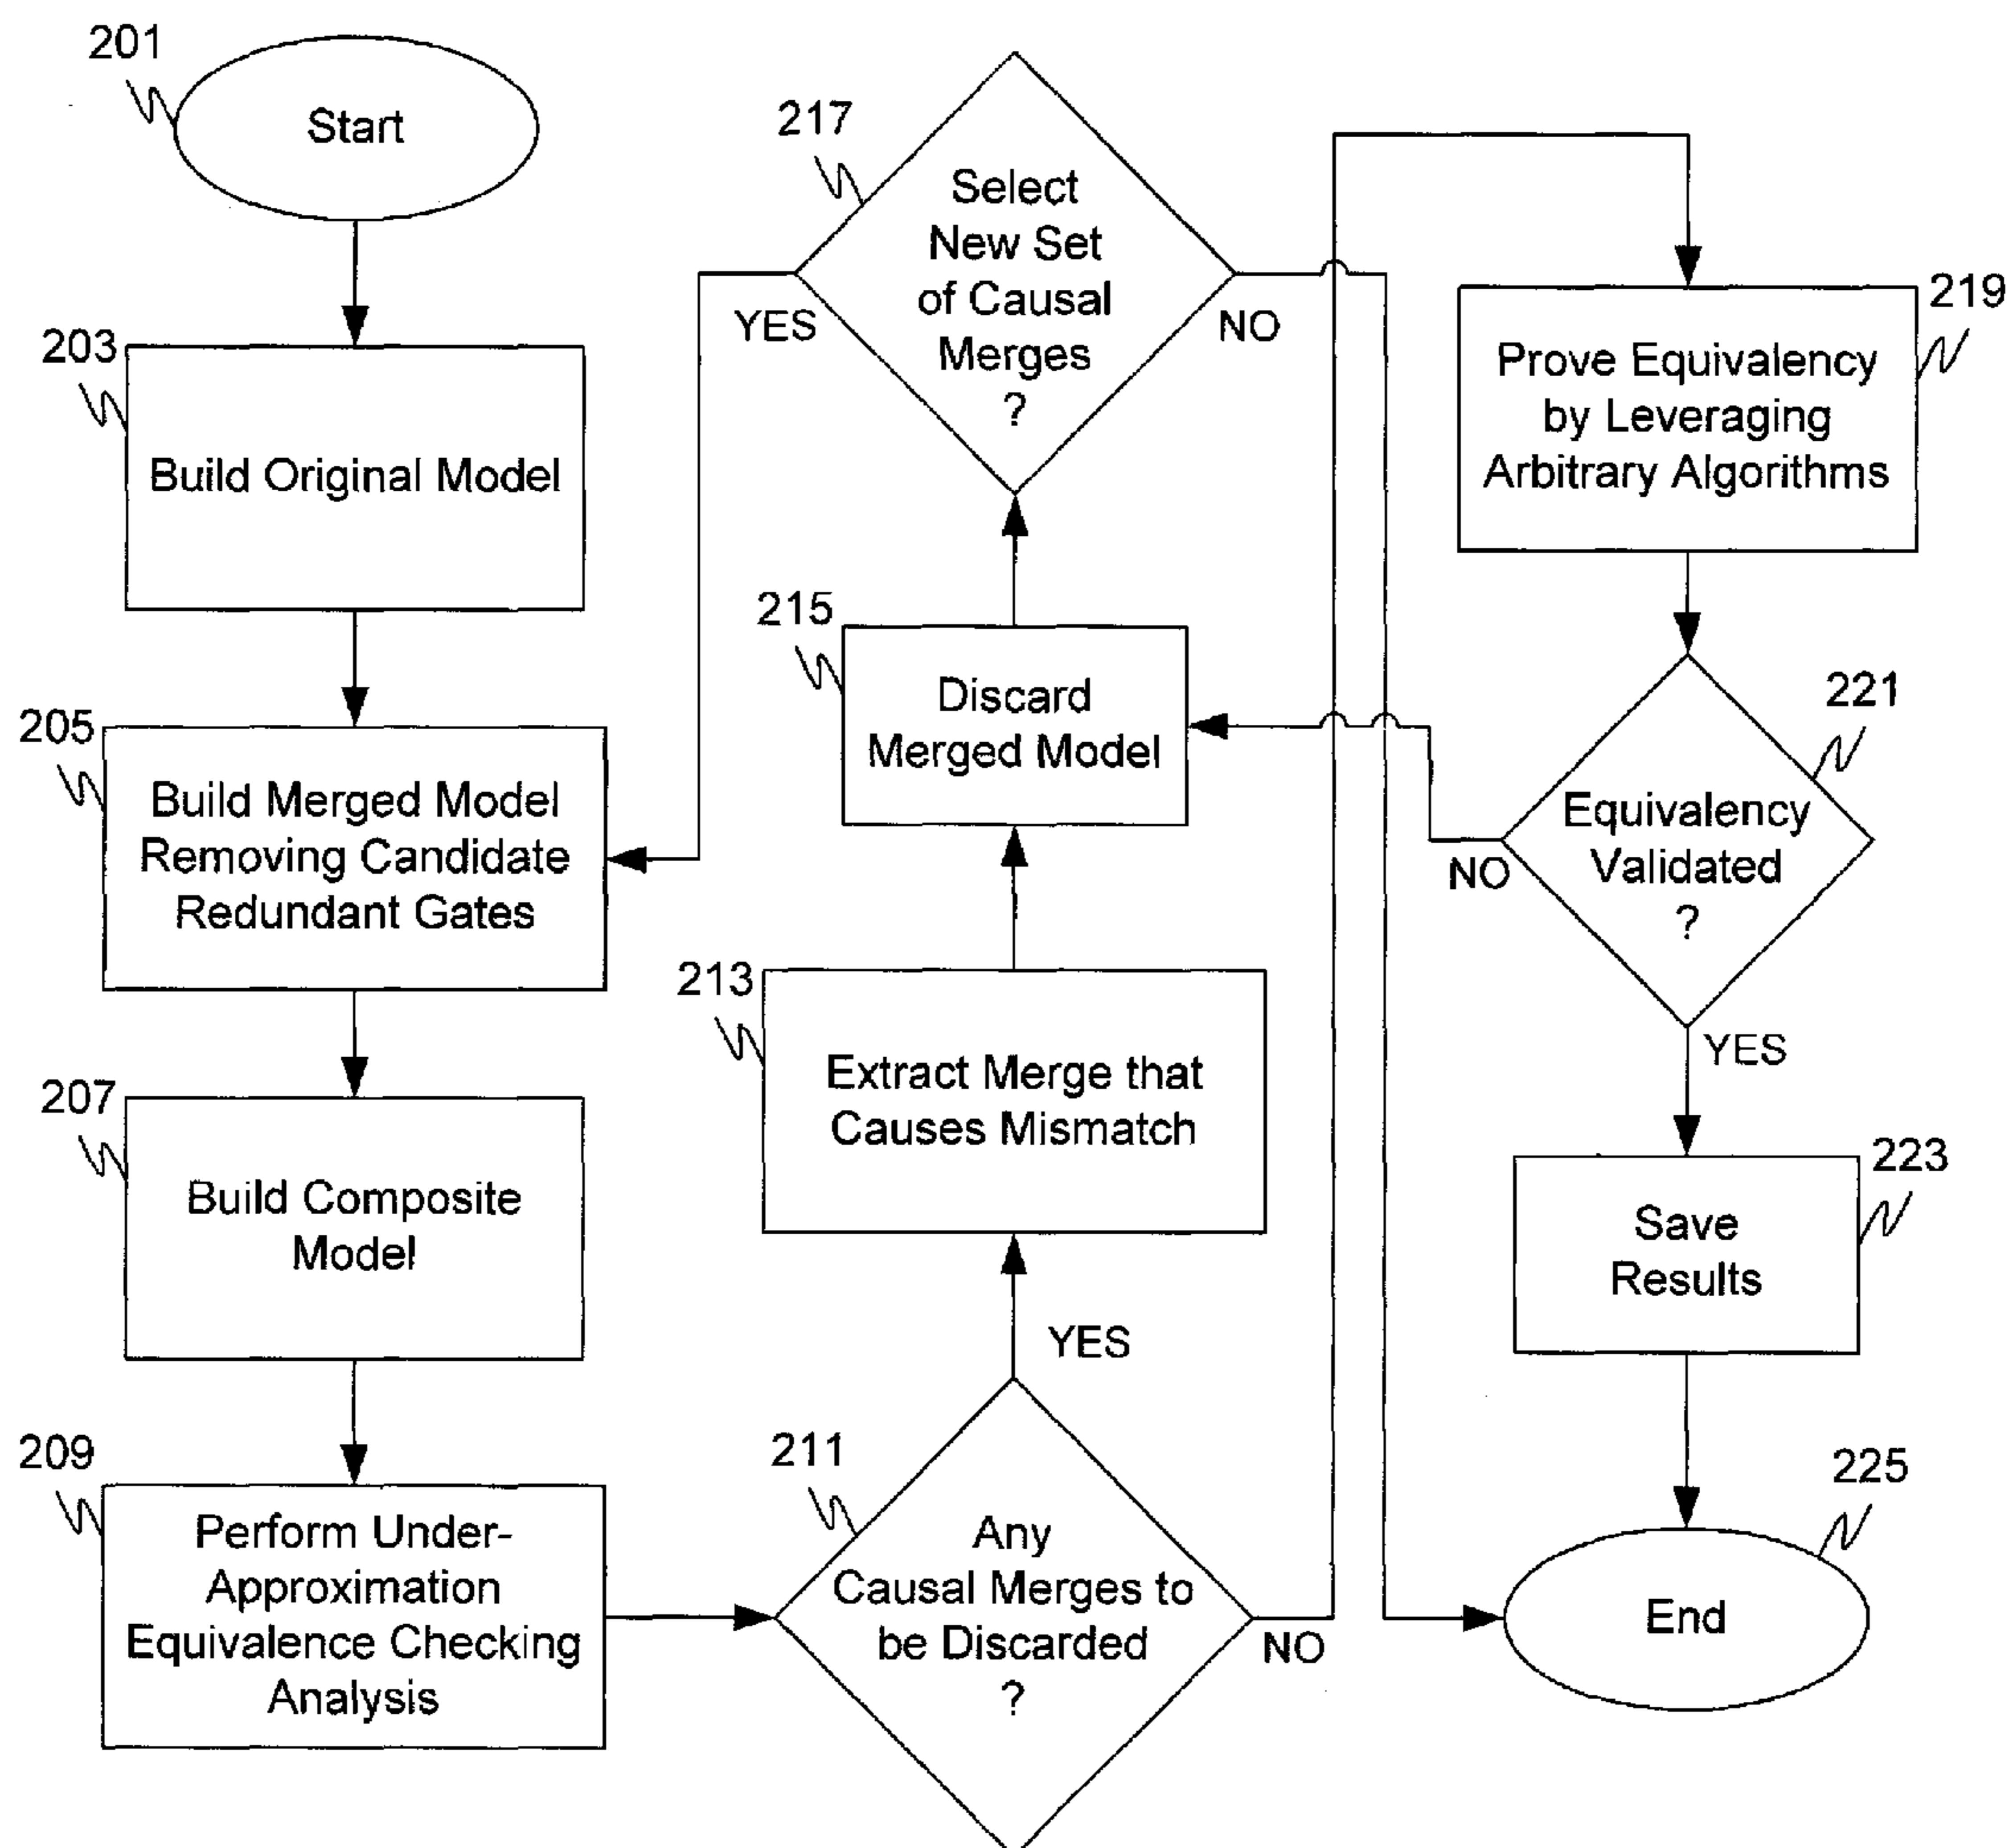 201
Start
203
Build Original Model
205
Build Merged Model
Removing Candidate
Redundant Gates
207
Build Composite
Model
209
Perform Under-
Approximation
Equivalence Checking
Analysis
211
Any
Causal Merges to
be Discarded
?
YES
NO
213
Extract Merge that
Causes Mismatch
215
Discard
Merged Model
217
Select
New Set
of Causal
Merges
?
YES
NO
219
Prove Equivalency
by Leveraging
Arbitrary Algorithms
221
Equivalency
Validated
?
NO
YES
223
Save
Results
225
End